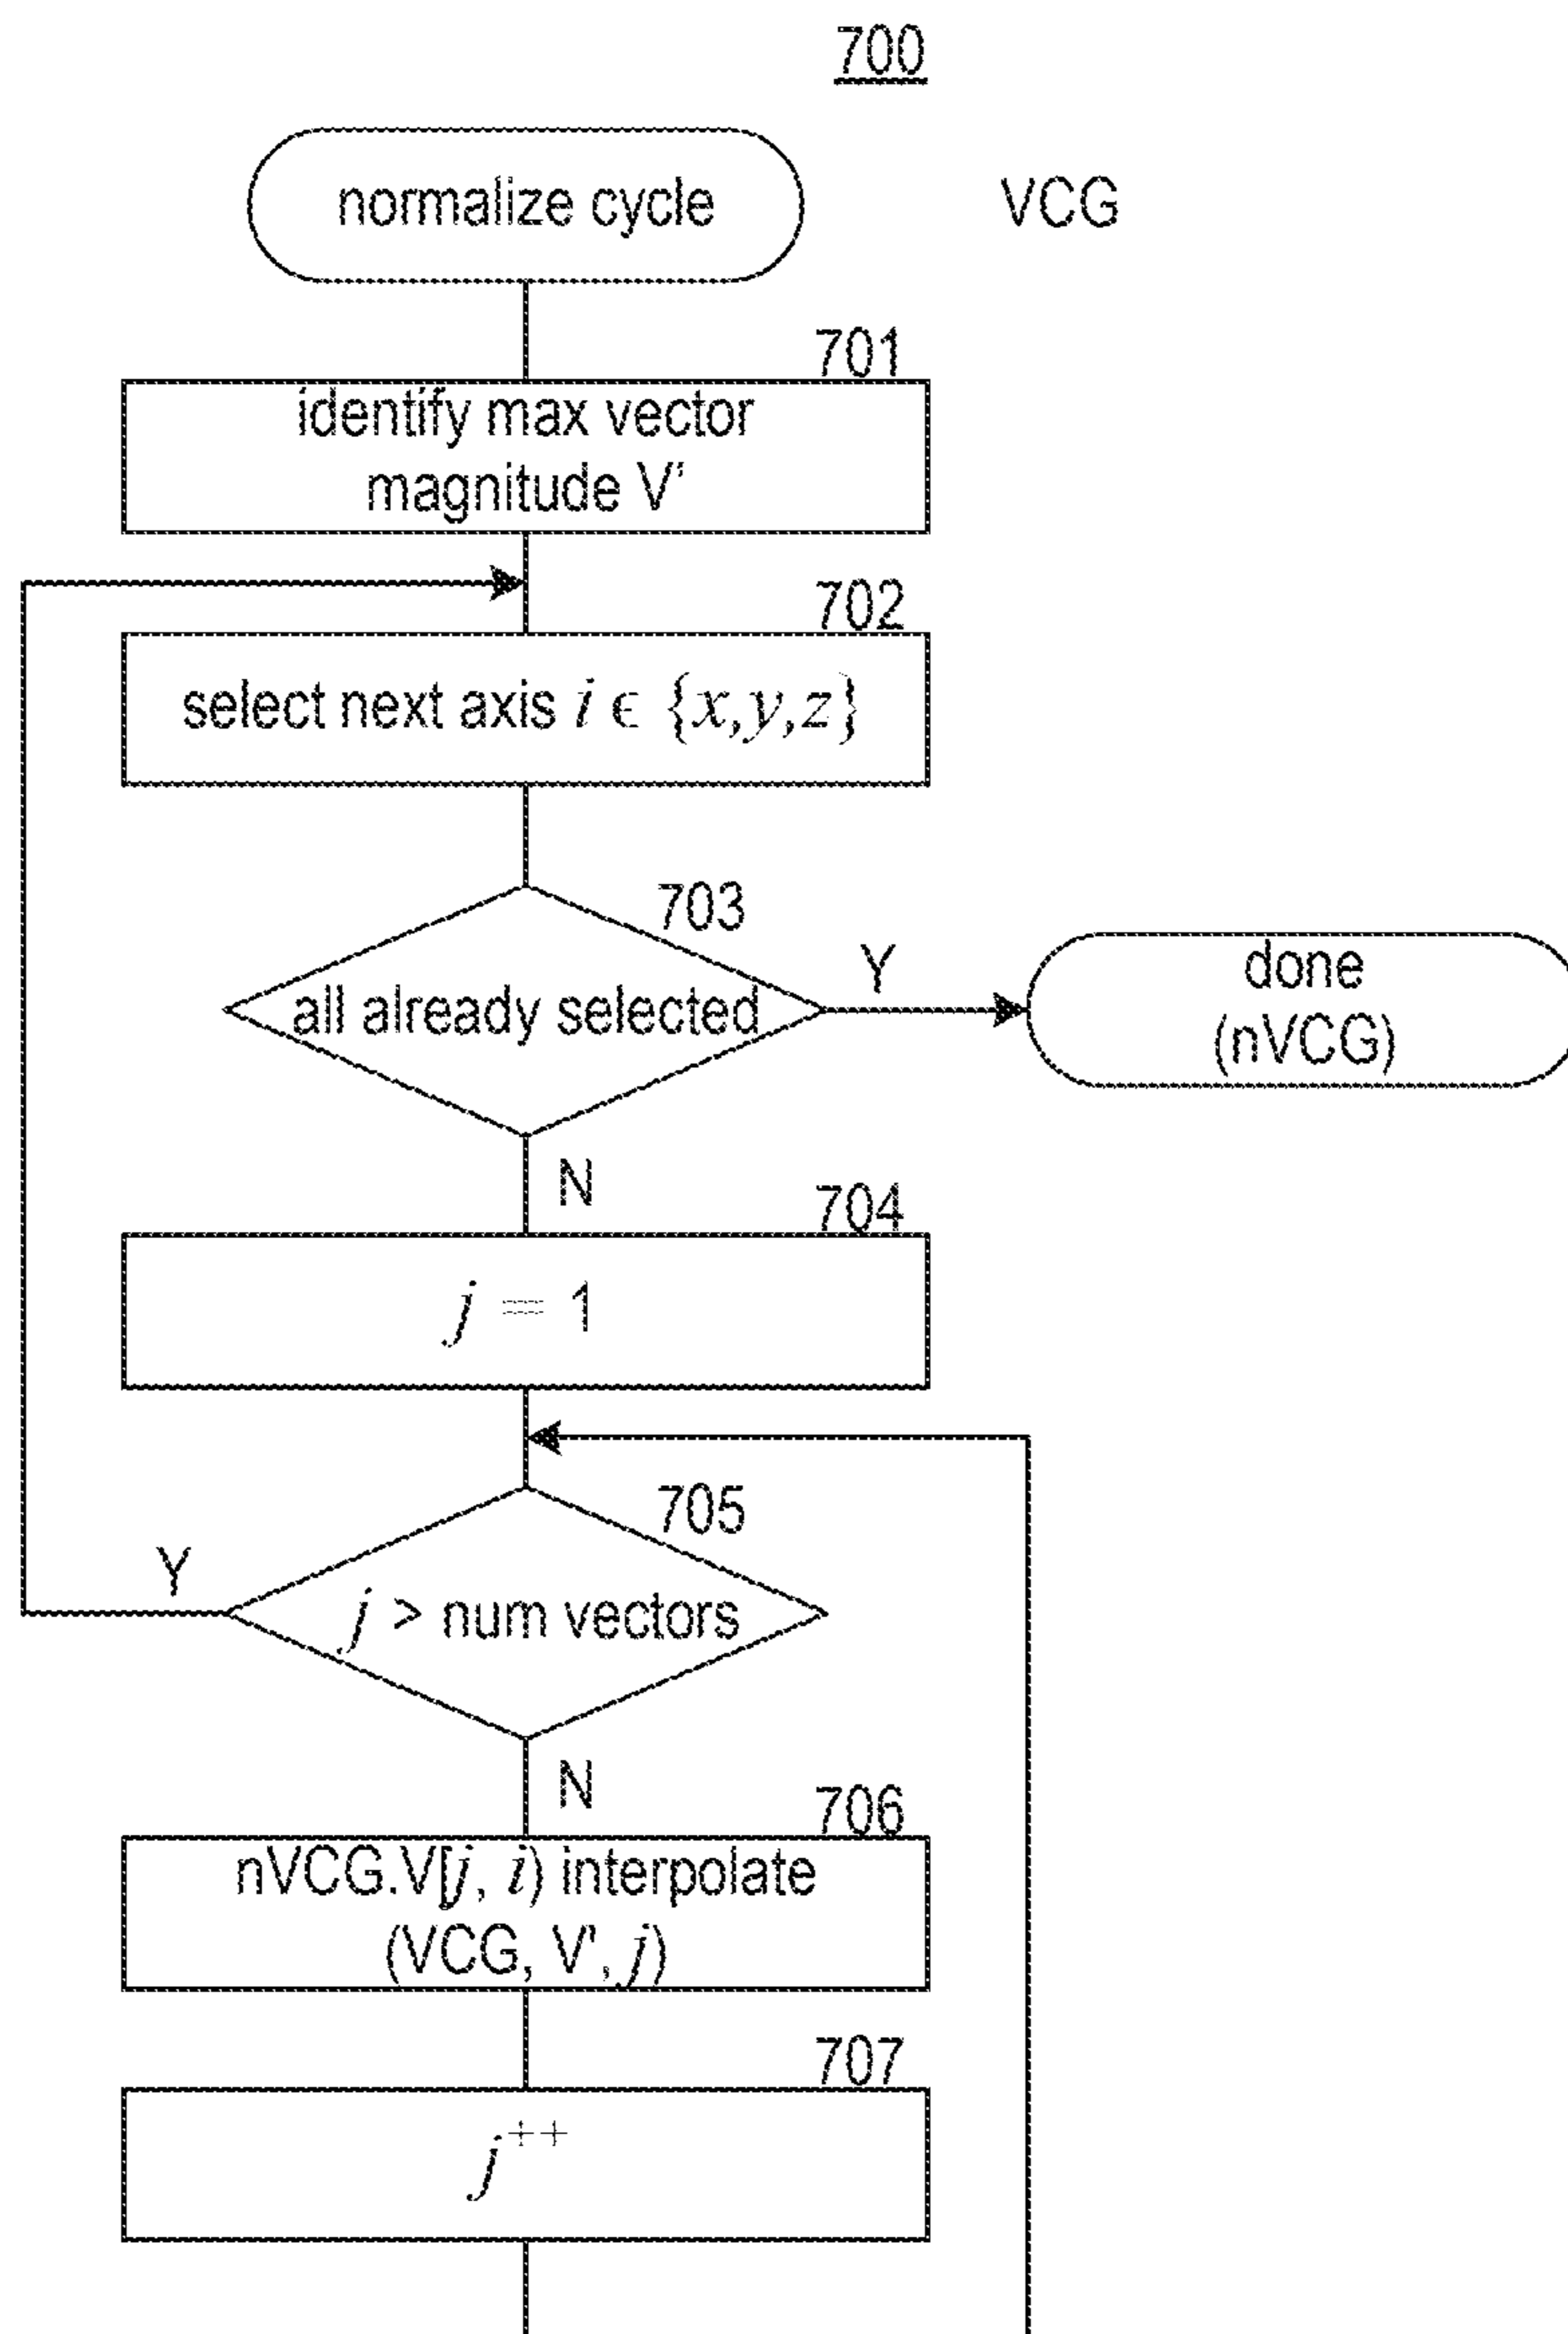 700
normalize cycle
VCG
701
identify max vector
magnitude V'
702
select next axis i ϵ {x,y,z}
703
all already selected
Y
done
(nVCG)
N
704
j = 1
705
Y
j > num vectors
N
706
nVCG.V[j, i) interpolate
(VCG, V', j)
707
j++